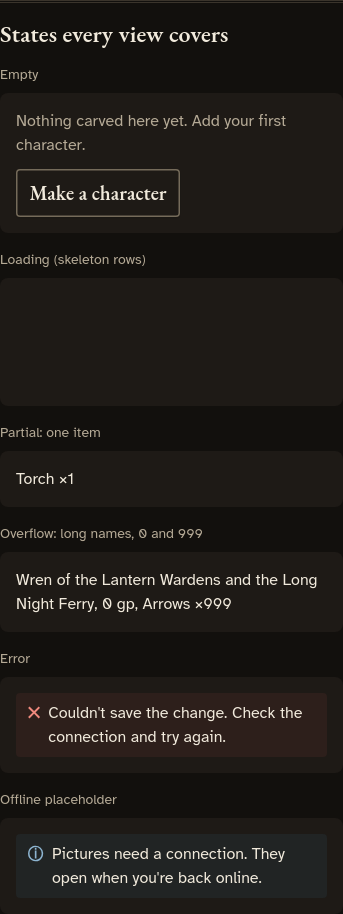 States every view covers
Empty
Nothing carved here yet. Add your first
character.
Make a character
Loading (skeleton rows)
Partial: one item
Torch ×1
Overflow: long names, 0 and 999
Wren of the Lantern Wardens and the Long
Night Ferry, 0 gp, Arrows ×999
Error
Couldn't save the change. Check the
connection and try again.
Offline placeholder
Pictures need a connection. They
open when you're back online.